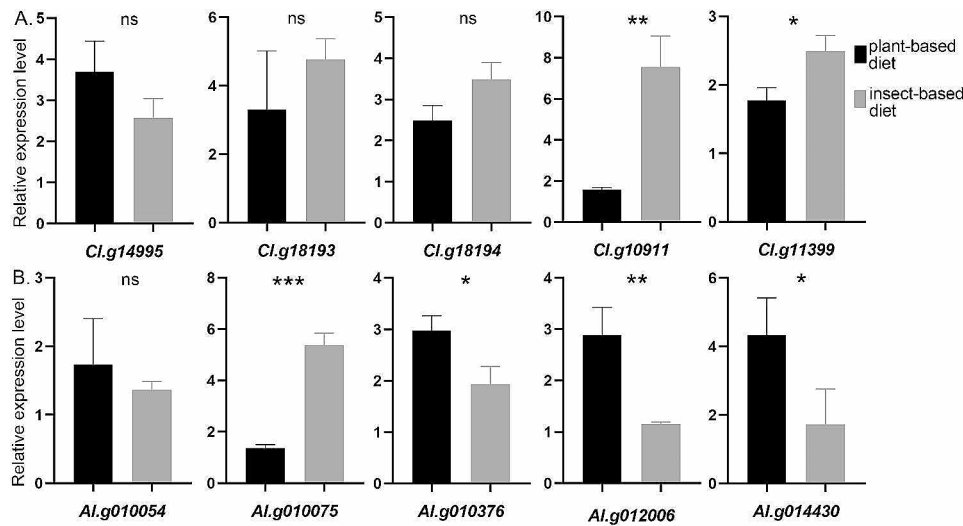 A.
Relative expression level
5
4
3
2
1
0
ns
Cl.g14995
6
4
2
0
ns
Cl.g18193
5
4
3
2
1
0
ns
Cl.g18194
10
8
6
4
2
0
**
Cl.g10911
3
2
1
0
*
Cl.g11399
plant-based
diet
insect-based
diet
B.
Relative expression level
3
2
1
0
ns
Al.g010054
8
6
4
2
0
***
Al.g010075
4
3
2
1
0
*
Al.g010376
4
3
2
1
0
**
Al.g012006
6
4
2
0
*
Al.g014430